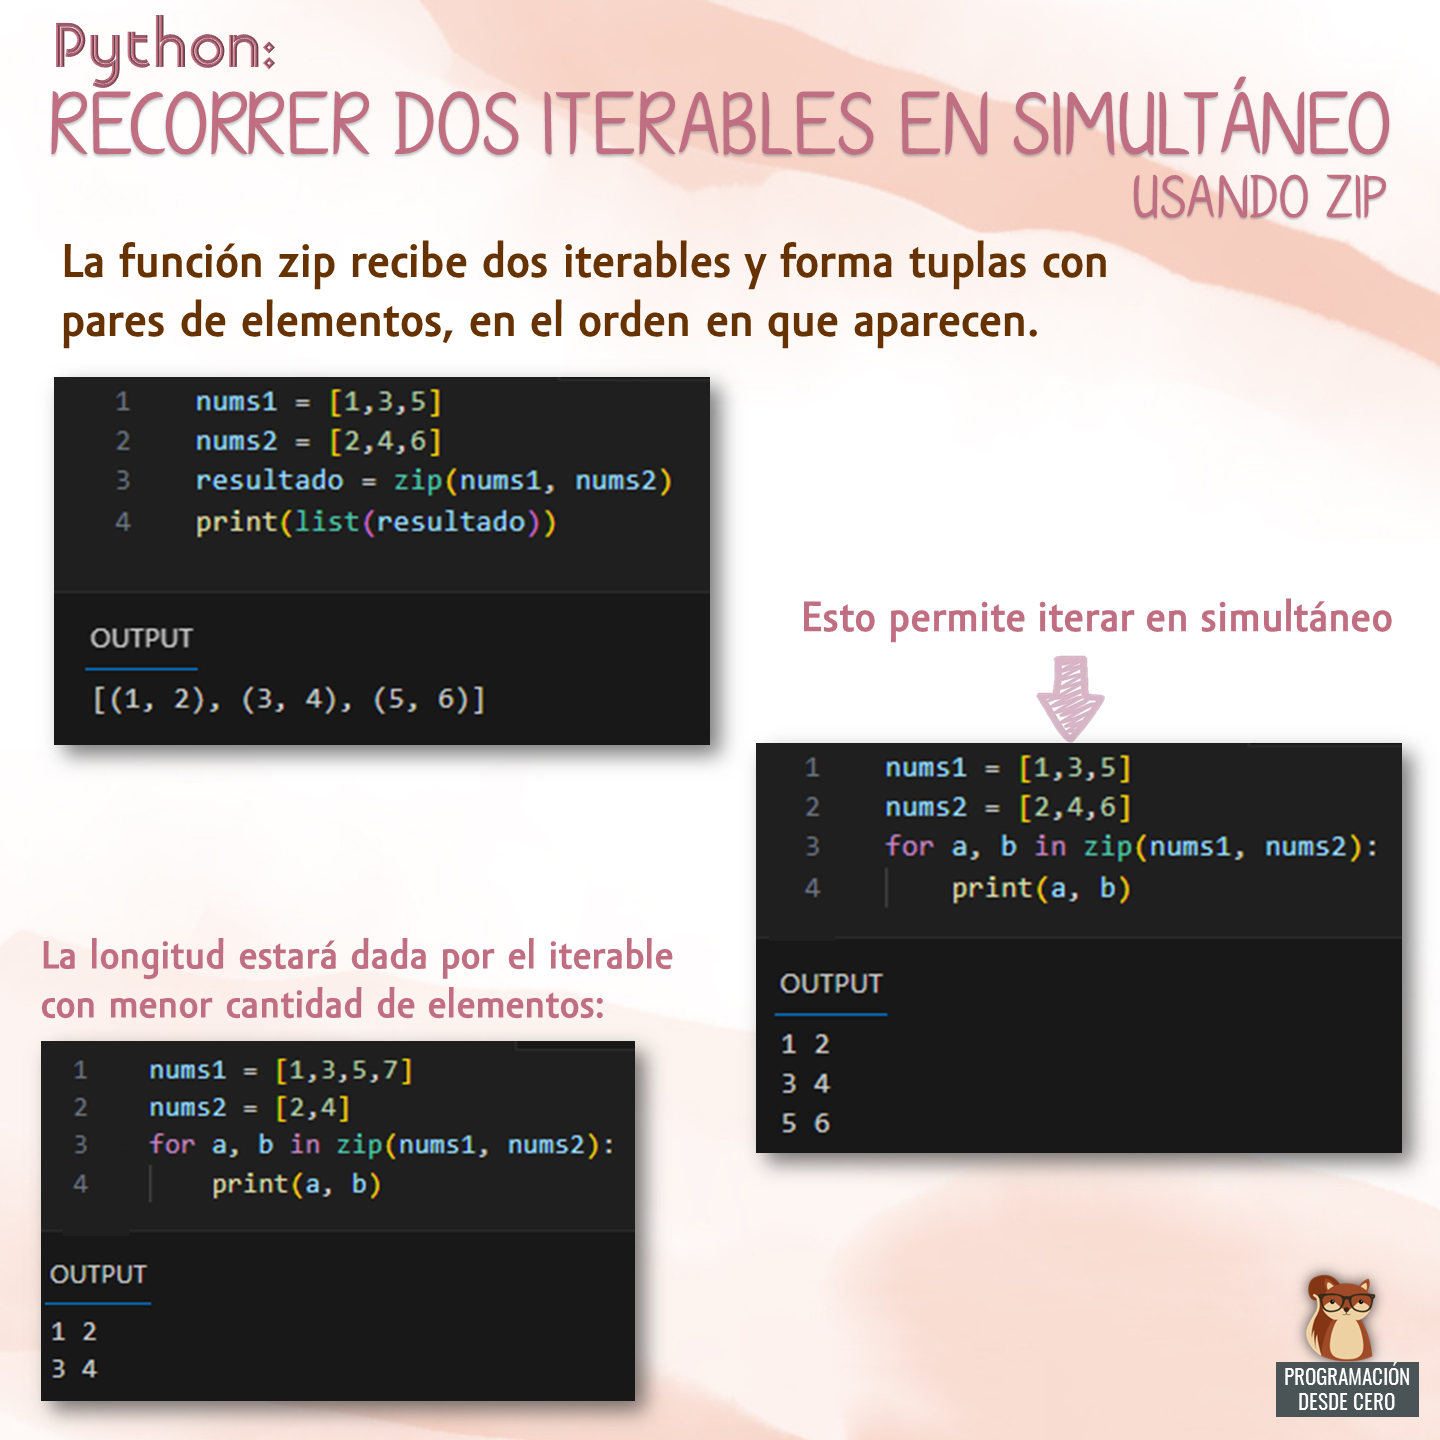 Python:
RECORRER DOS ITERABLES EN SIMULTÁNEO
USANDO ZIP
La función zip recibe dos iterables y forma tuplas con
pares de elementos, en el orden en que aparecen.
1 nums1 = [1,3,5]
2 nums2 = [2,4,6]
3 resultado = zip(nums1, nums2)
4 print(list(resultado))
OUTPUT
[(1, 2), (3, 4), (5, 6)]
Esto permite iterar en simultáneo
1 nums1 = [1,3,5]
2 nums2 = [2,4,6]
3 for a, b in zip(nums1, nums2):
4     print(a, b)
OUTPUT
1 2
3 4
5 6
La longitud estará dada por el iterable
con menor cantidad de elementos:
1 nums1 = [1,3,5,7]
2 nums2 = [2,4]
3 for a, b in zip(nums1, nums2):
4     print(a, b)
OUTPUT
1 2
3 4
PROGRAMACIÓN
DESDE CERO